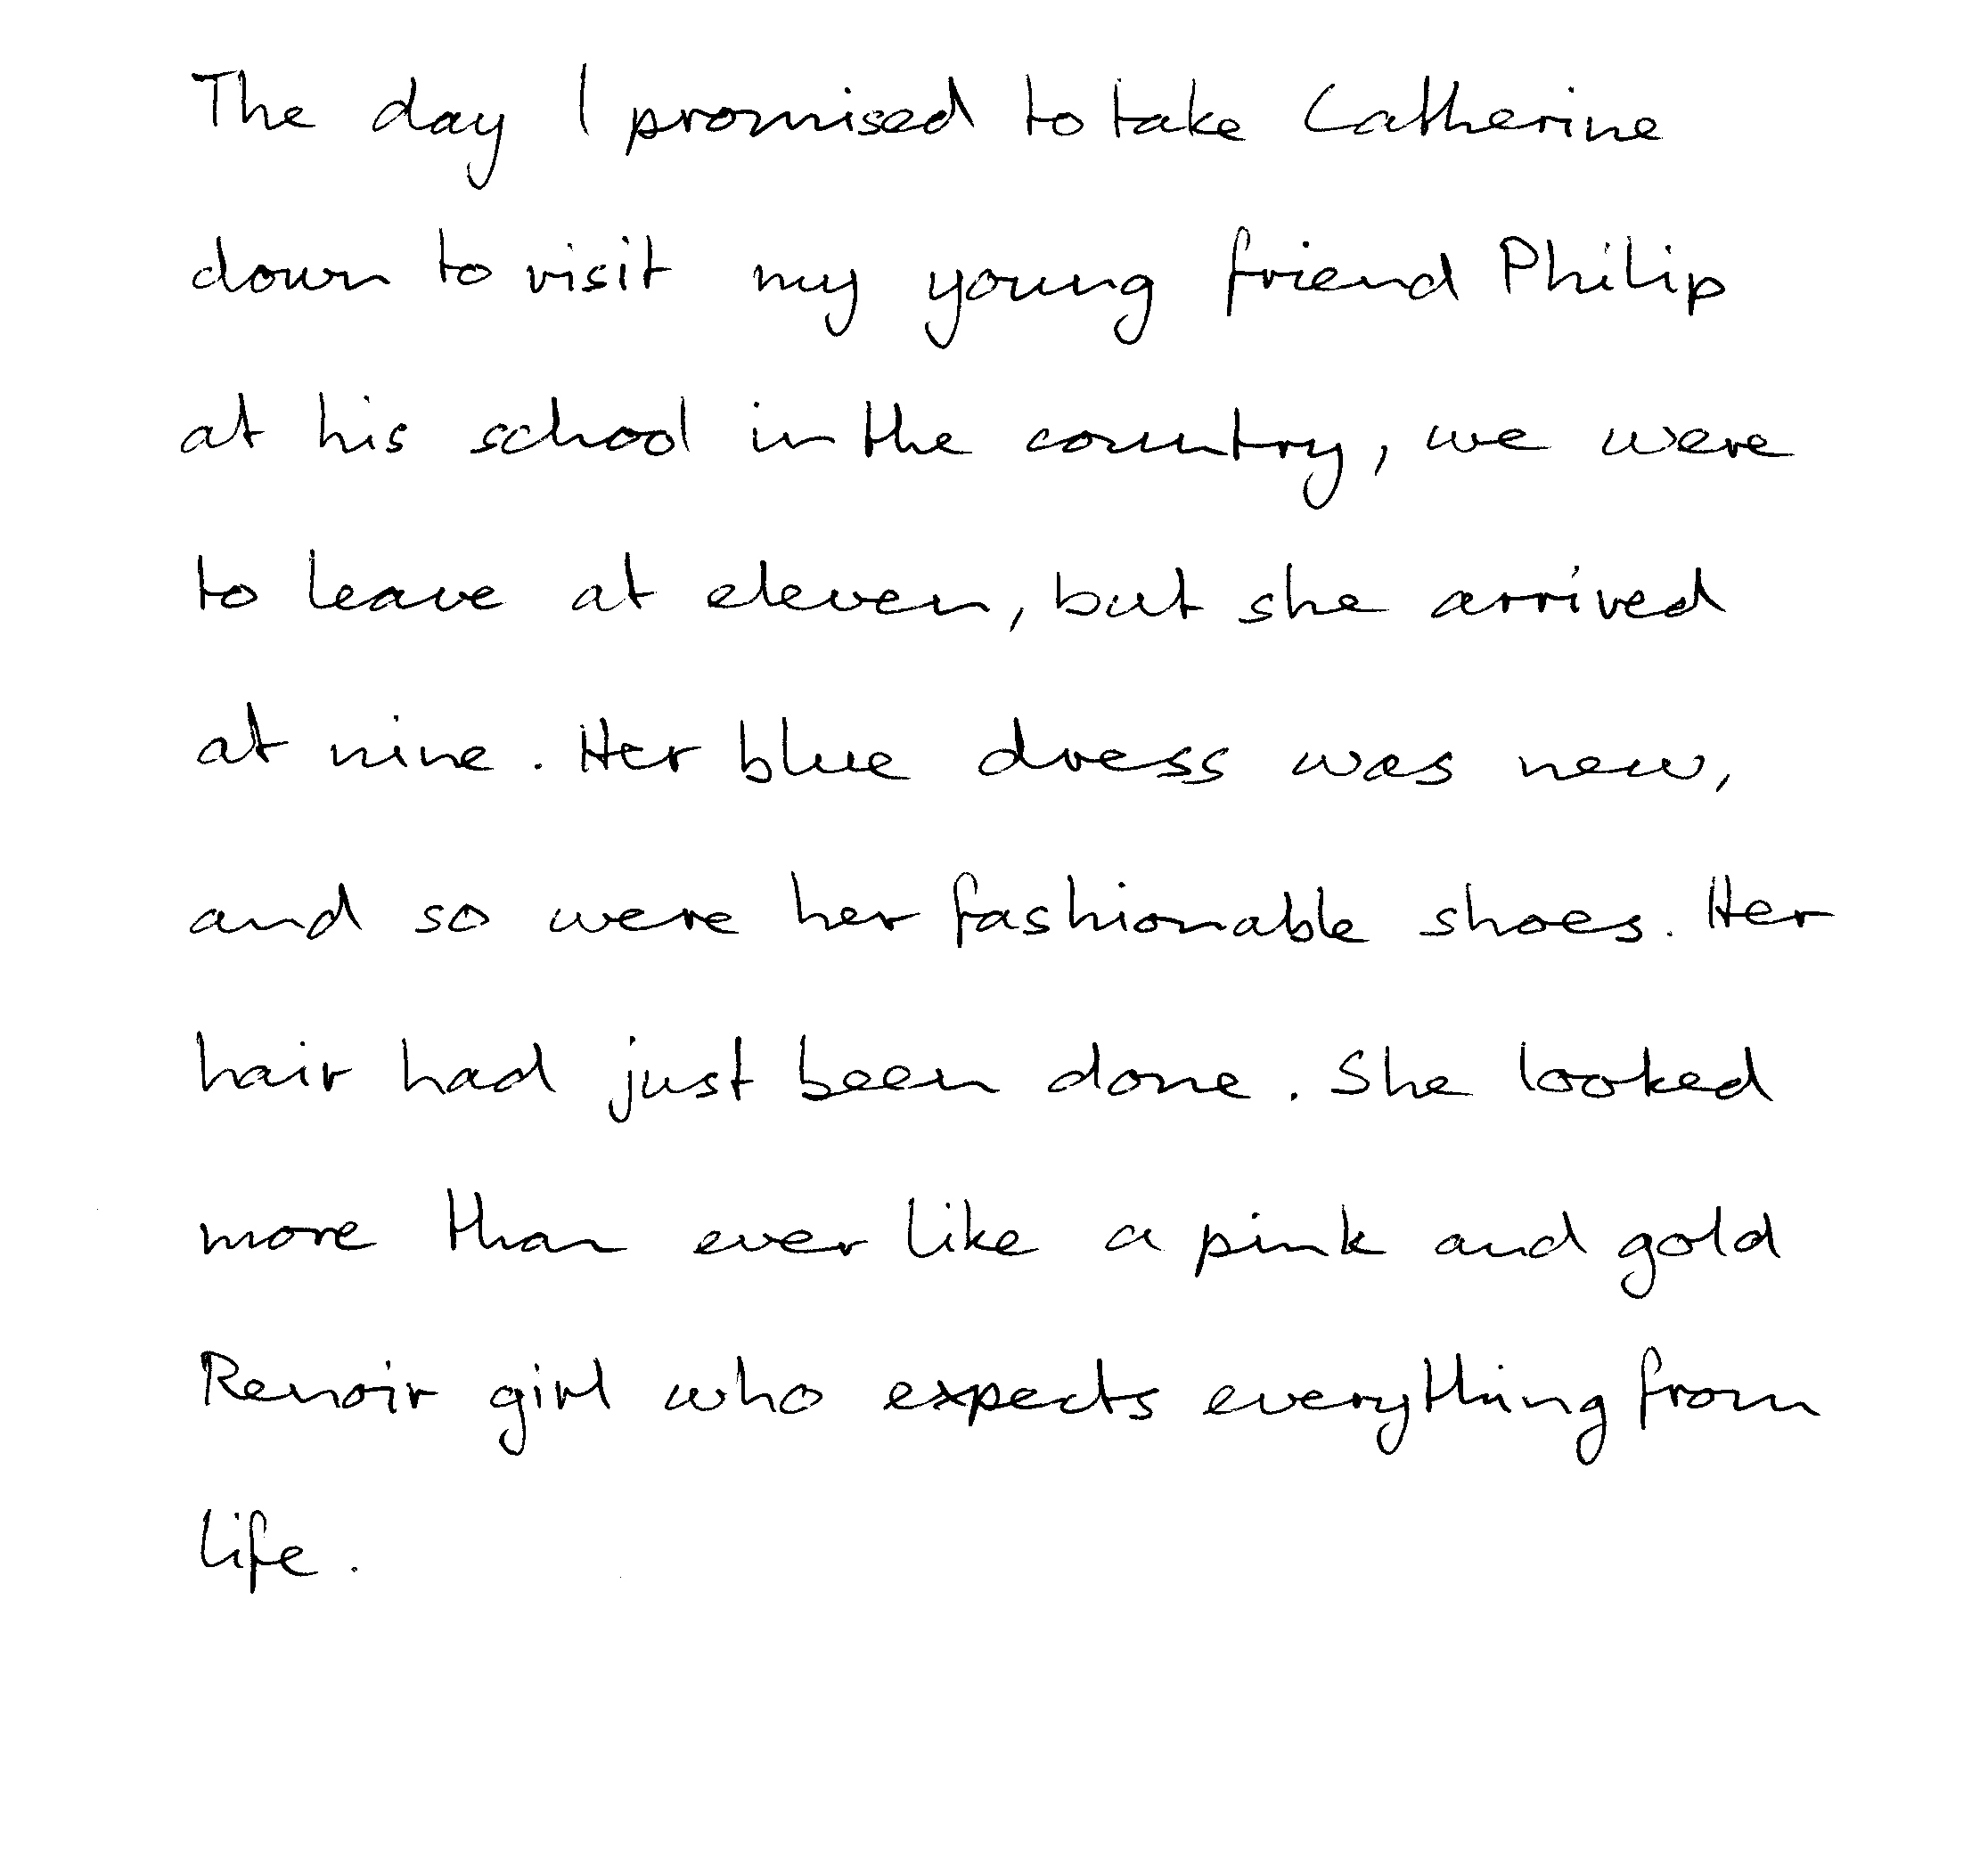 The day I promised to take Catherine
down to visit my young friend Philip
at his school in the country, we were
to leave at eleven, but she arrived
at nine. Her blue dress was new,
and so were her fashionable shoes. Her
hair had just been done. She looked
more than ever like a pink and gold
Renoir girl who expects everything from
life.